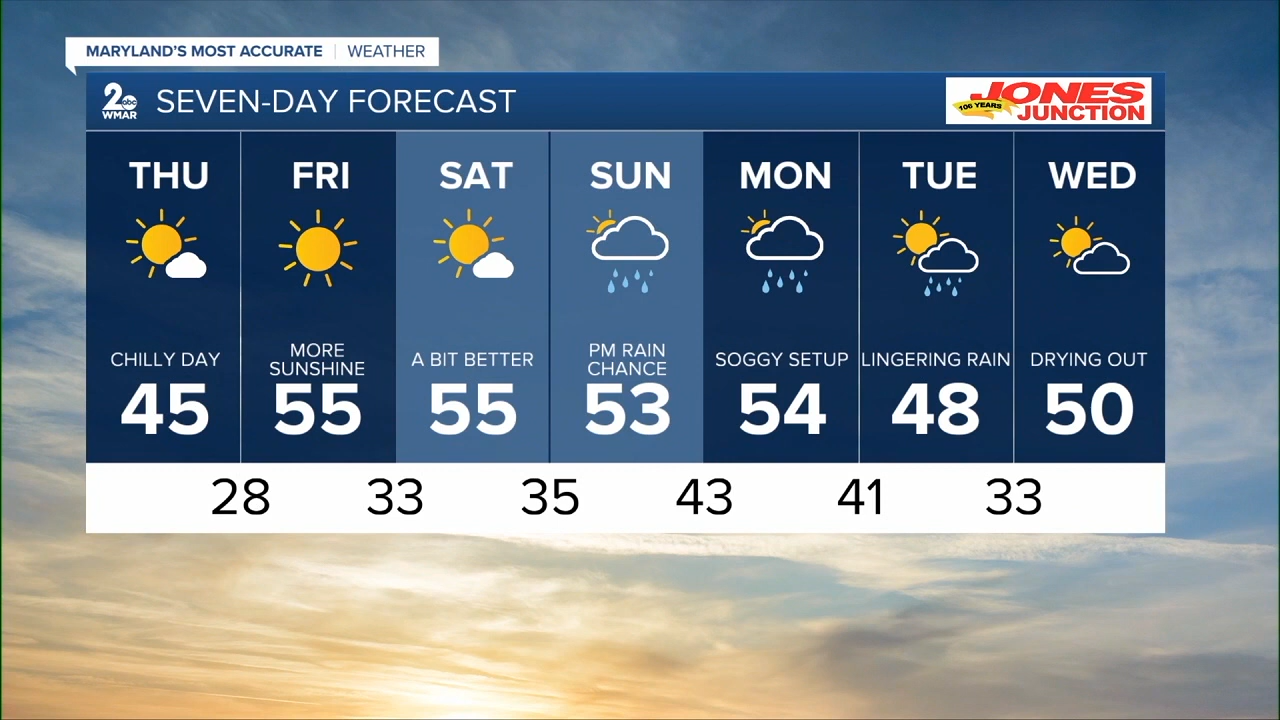 MARYLAND'S MOST ACCURATE | WEATHER
2 abc
WMAR
SEVEN-DAY FORECAST
JONES
106 YEARS
JUNCTION
THU FRI SAT SUN MON TUE WED
CHILLY DAY
45
MORE
SUNSHINE
55
A BIT BETTER
55
PM RAIN
CHANCE
53
SOGGY SETUP
54
LINGERING RAIN
48
DRYING OUT
50
28 33 35 43 41 33